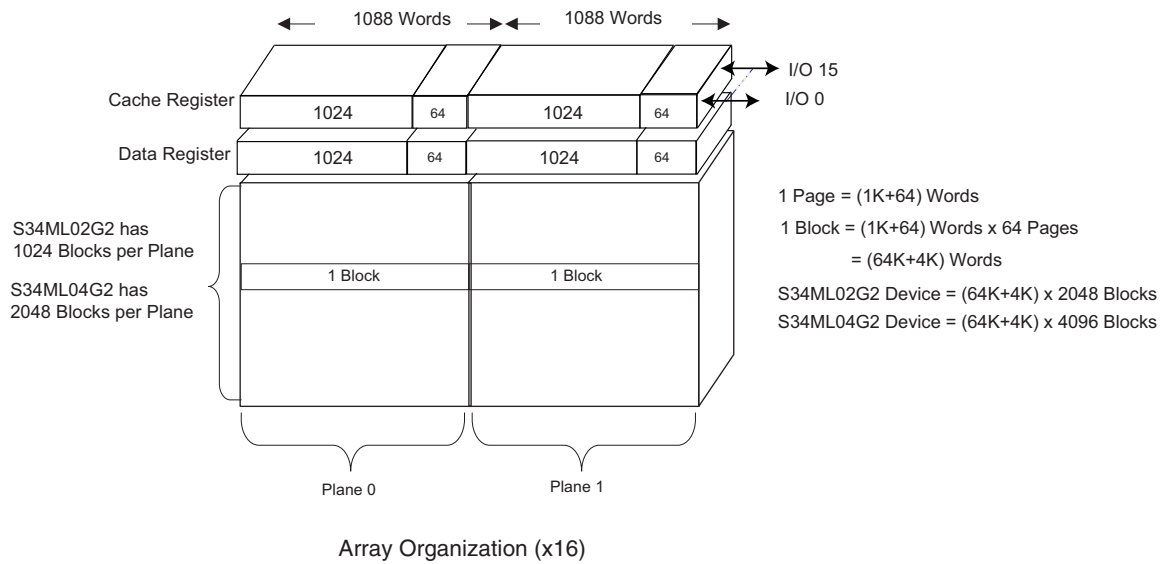 1088 Words 1088 Words
I/O 15
I/O 0
Cache Register
1024 64 1024 64
Data Register
1024 64 1024 64
S34ML02G2 has
1024 Blocks per Plane
S34ML04G2 has
2048 Blocks per Plane
1 Block 1 Block
1 Page = (1K+64) Words
1 Block = (1K+64) Words x 64 Pages
= (64K+4K) Words
S34ML02G2 Device = (64K+4K) x 2048 Blocks
S34ML04G2 Device = (64K+4K) x 4096 Blocks
Plane 0 Plane 1
Array Organization (x16)